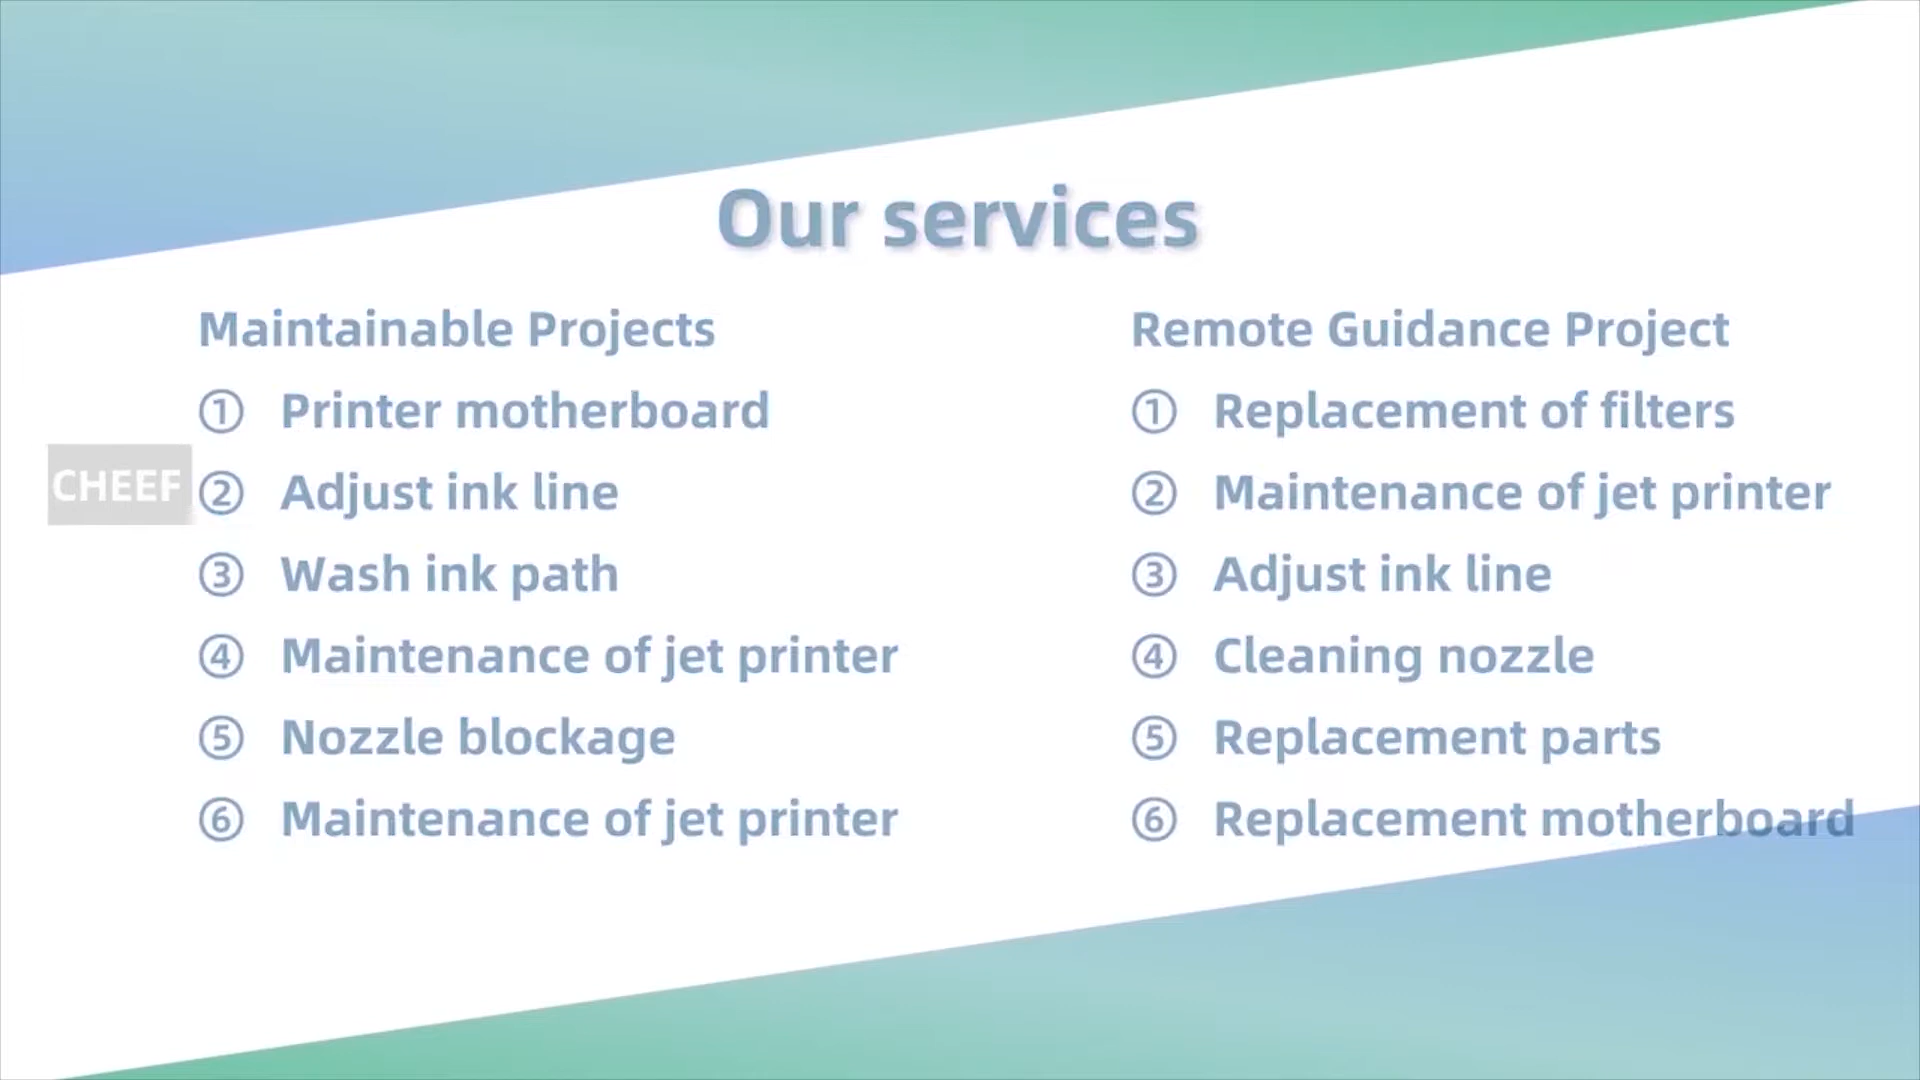 Our services
Maintainable Projects
① Printer motherboard
② Adjust ink line
③ Wash ink path
④ Maintenance of jet printer
⑤ Nozzle blockage
⑥ Maintenance of jet printer
Remote Guidance Project
① Replacement of filters
② Maintenance of jet printer
③ Adjust ink line
④ Cleaning nozzle
⑤ Replacement parts
⑥ Replacement motherboard
CHEEF